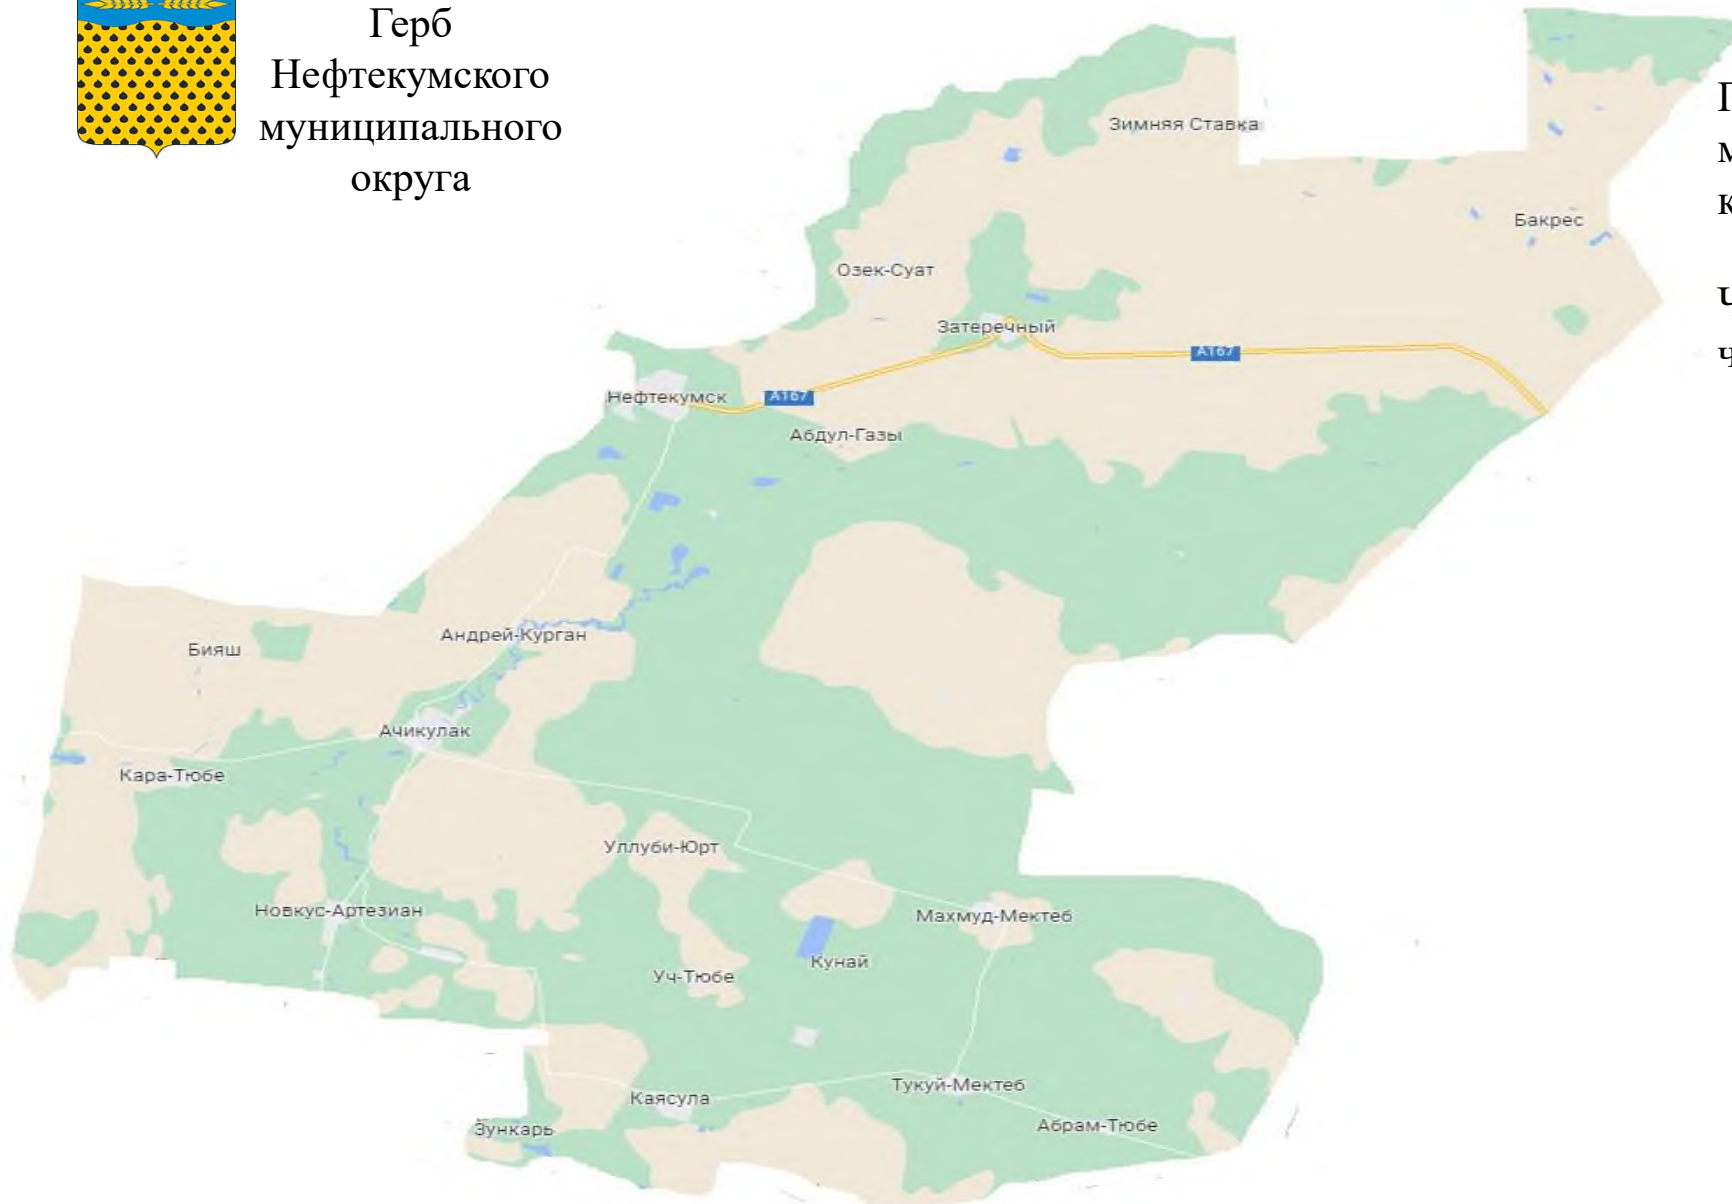 Герб
Нефтекумского
муниципального
округа
Зимняя Ставка
Бакрес
Озек-Суат
Затеречный
А167
Нефтекумск
А167
Абдул-Газы
Андрей-Курган
Бияш
Ачикулак
Кара-Тюбе
Уллуби-Юрт
Новкус-Артезиан
Махмуд-Мектеб
Кунай
Уч-Тюбе
Тукуй-Мектеб
Каясула
Абрам-Тюбе
Зункарь